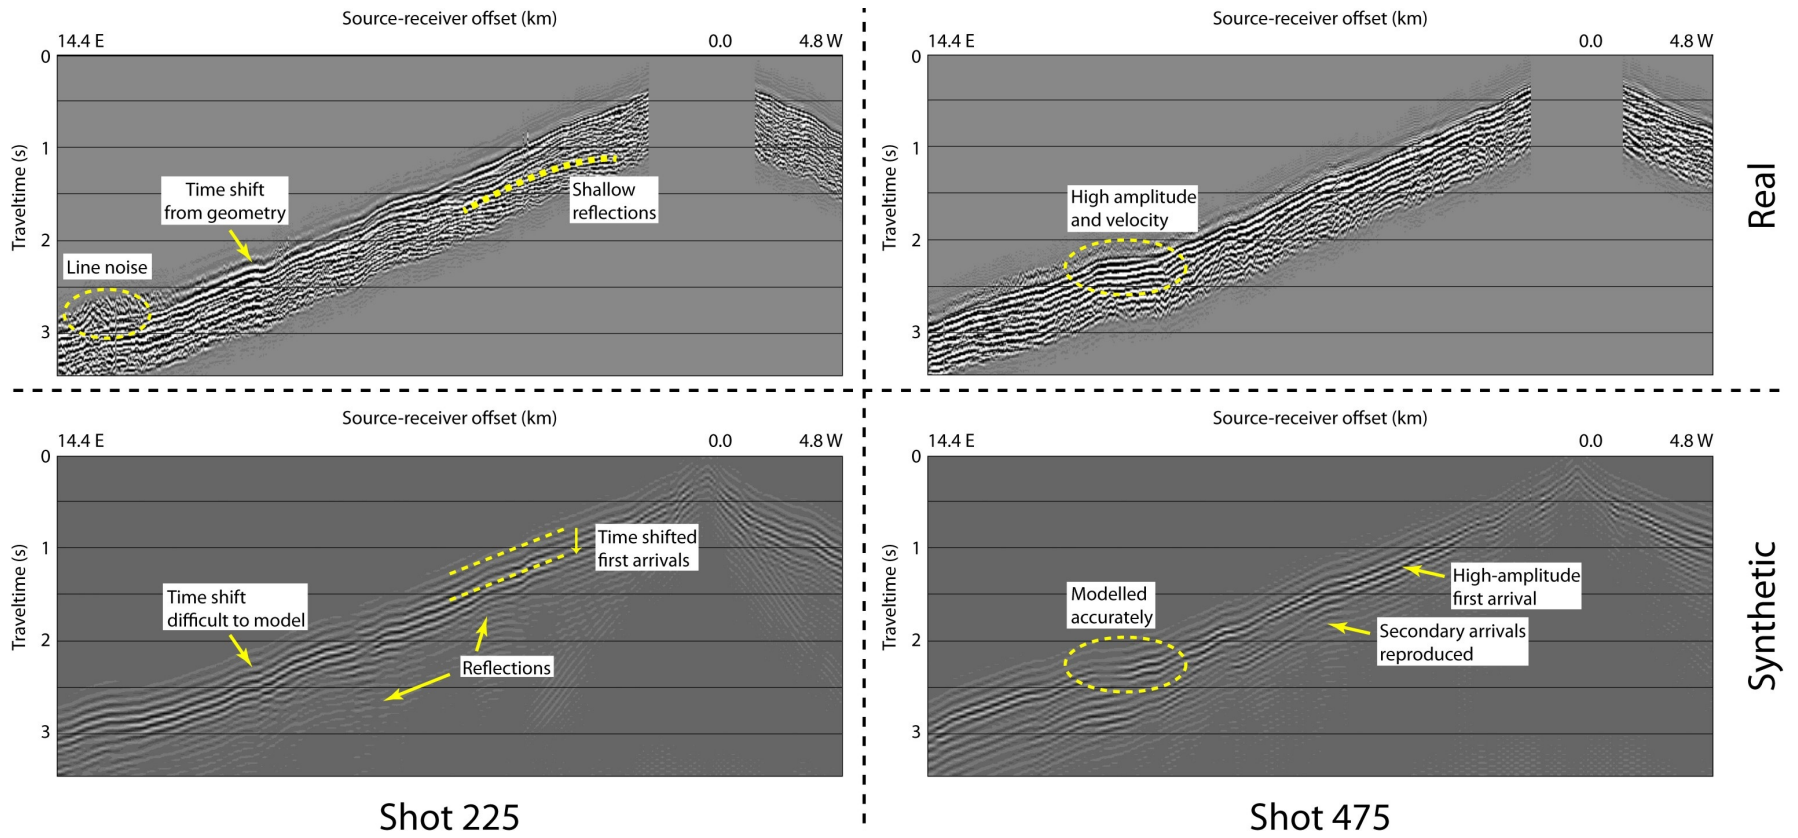 Source-receiver offset (km)
14.4 E 0.0 4.8 W
0
1
2
3
Traveltime (s)
Time shift
from geometry
Line noise
Shallow
reflections
Source-receiver offset (km)
14.4 E 0.0 4.8 W
0
1
2
3
Traveltime (s)
High amplitude
and velocity
Real
Source-receiver offset (km)
14.4 E 0.0 4.8 W
0
1
2
3
Traveltime (s)
Time shifted
first arrivals
Time shift
difficult to model
Reflections
Shot 225
Source-receiver offset (km)
14.4 E 0.0 4.8 W
0
1
2
3
Traveltime (s)
High-amplitude
first arrival
Modelled
accurately
Secondary arrivals
reproduced
Synthetic
Shot 475